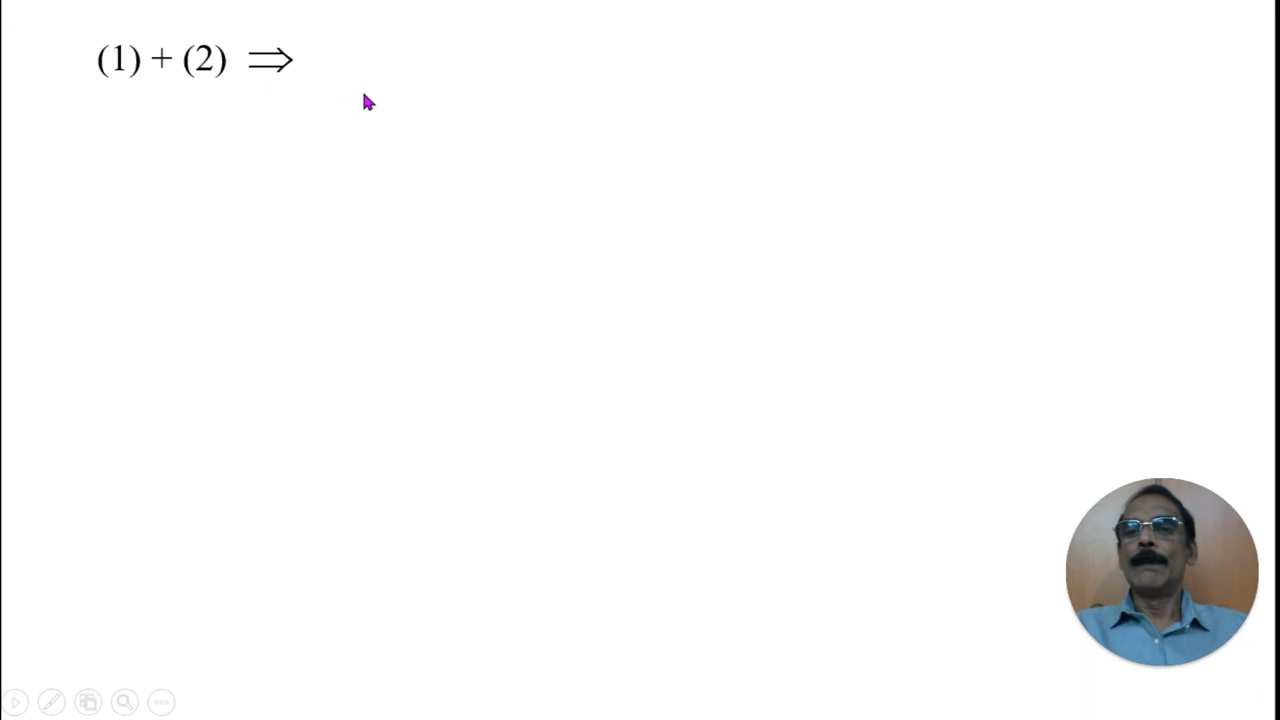 (1) + (2) ⟹